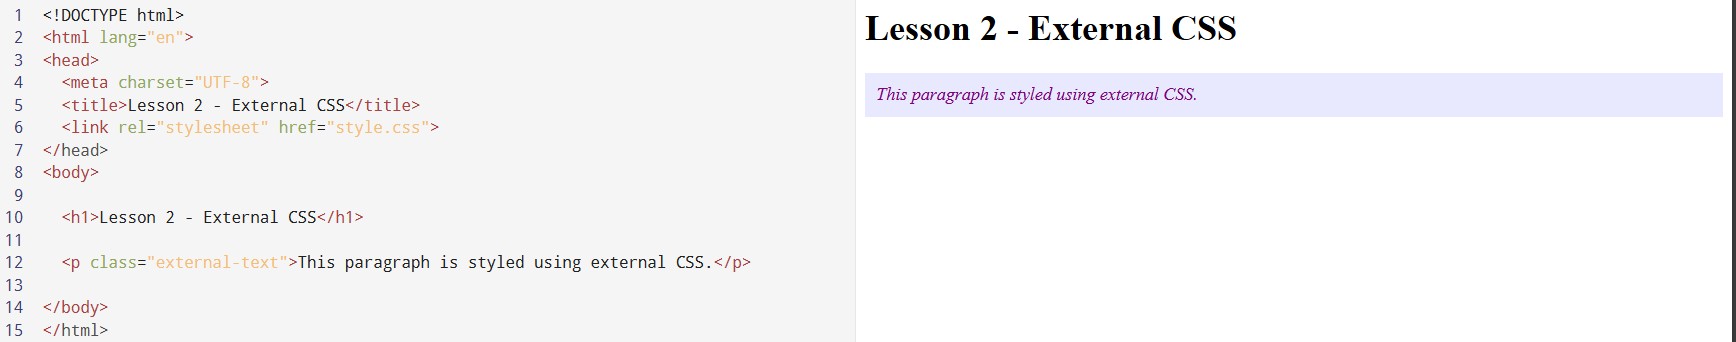 1 <!DOCTYPE html>
2 <html lang="en">
3 <head>
4   <meta charset="UTF-8">
5   <title>Lesson 2 - External CSS</title>
6   <link rel="stylesheet" href="style.css">
7 </head>
8 <body>
9
10   <h1>Lesson 2 - External CSS</h1>
11
12   <p class="external-text">This paragraph is styled using external CSS.</p>
13
14 </body>
15 </html>
Lesson 2 - External CSS
This paragraph is styled using external CSS.